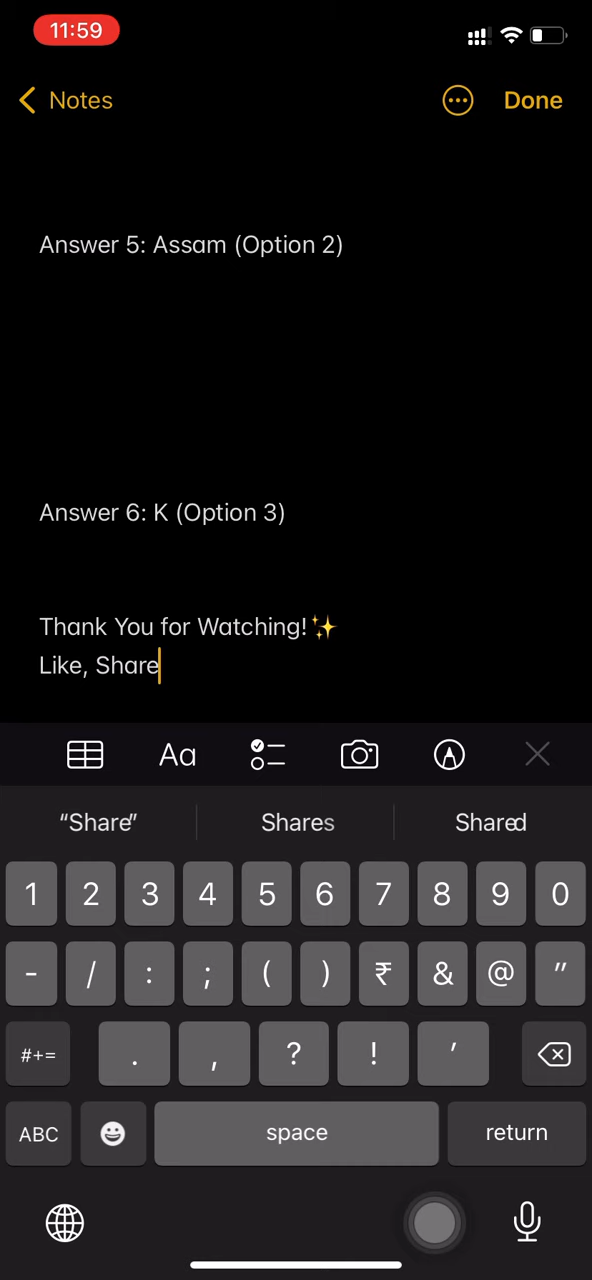 11:59
Notes
Done
Answer 5: Assam (Option 2)
Answer 6: K (Option 3)
Thank You for Watching!✨
Like, Share
Aa
“Share” Shares Shared
1 2 3 4 5 6 7 8 9 0
- / : ; ( ) ₹ & @ "
#+= . , ? ! '
ABC space return